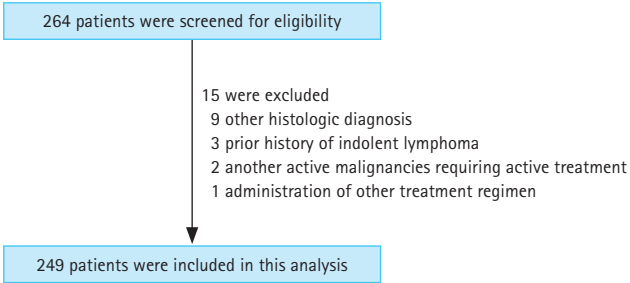 264 patients were screened for eligibility
15 were excluded
9 other histologic diagnosis
3 prior history of indolent lymphoma
2 another active malignancies requiring active treatment
1 administration of other treatment regimen
249 patients were included in this analysis